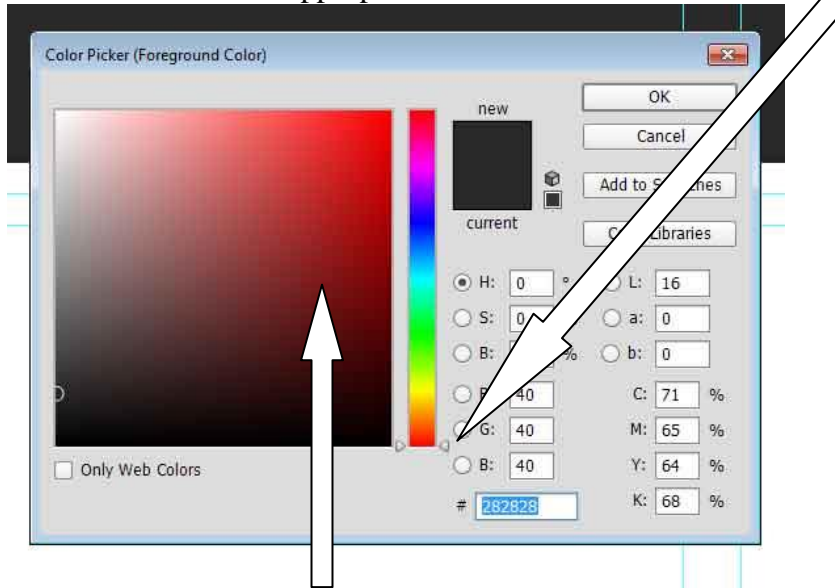 Color Picker (Foreground Color)
new
current
OK
Cancel
Add to
Libraries
H: 0 °
S: 0
B: %
40
G: 40
B: 40
# 282828
L: 16
a: 0
b: 0
C: 71 %
M: 65 %
Y: 64 %
K: 68 %
Only Web Colors